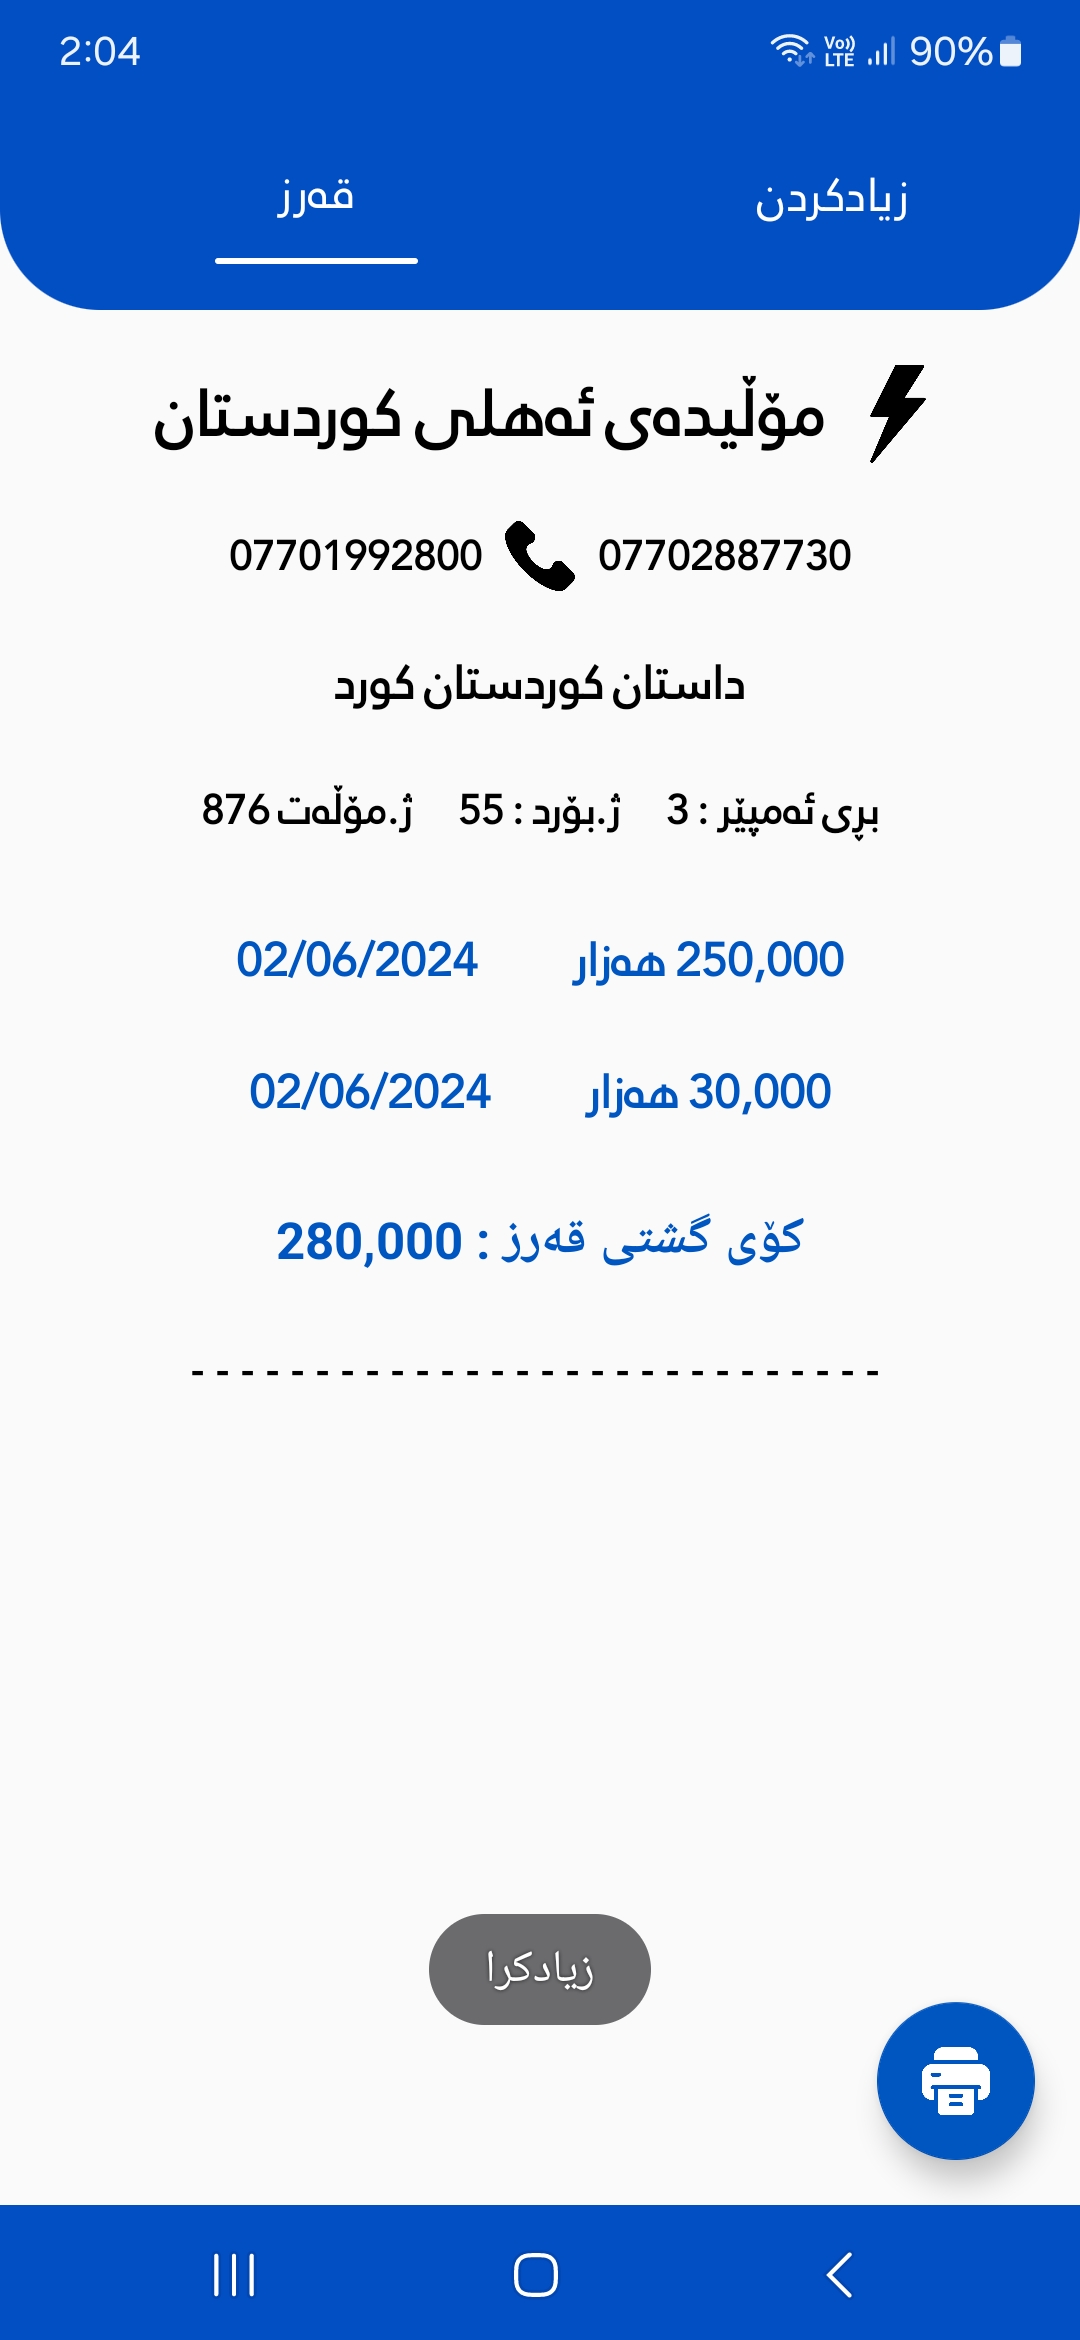 2:04 Vo)) LTE 90%
زیادکردن
قەرز
مۆڵیدەی ئەهلی کوردستان
07701992800 07702887730
داستان کوردستان کورد
بڕی ئەمپێر : 3 ژ.بۆرد : 55 ژ.مۆڵەت 876
250,000 هەزار 02/06/2024
30,000 هەزار 02/06/2024
کۆی گشتی قەرز : 280,000
- - - - - - - - - - - - - - - - - - - - - - - - - - - -
زیادکرا